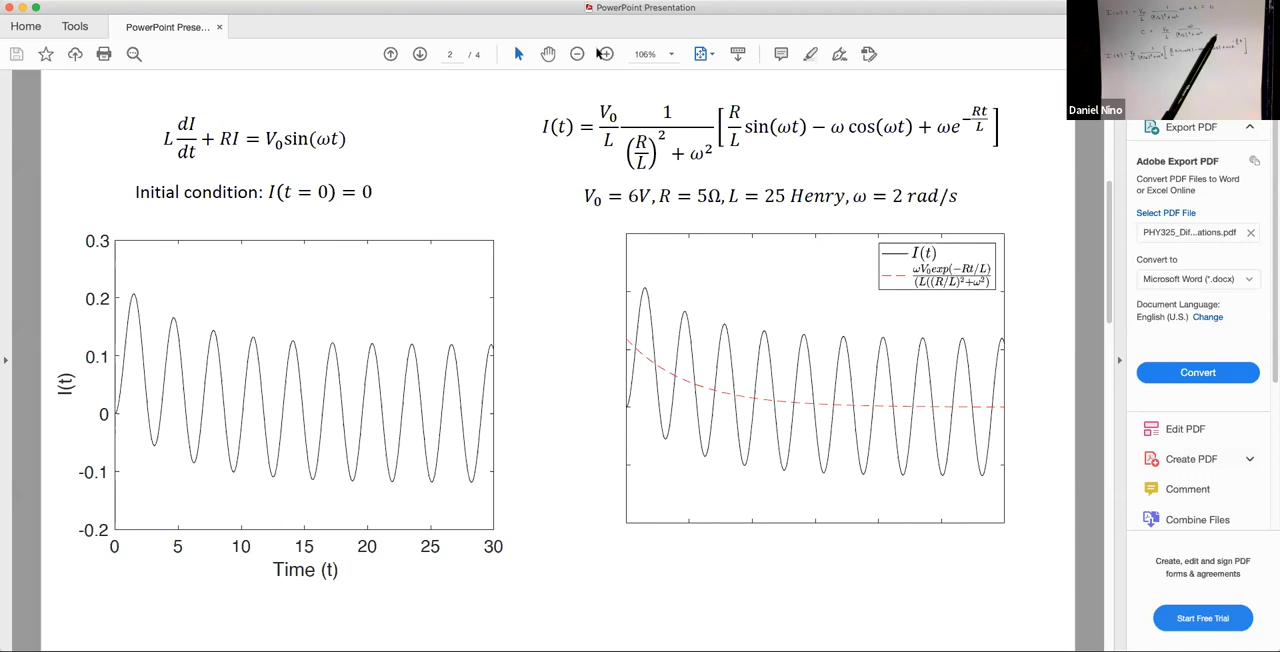 PowerPoint Presentation
Home Tools PowerPoint Prese... ×
2 / 4 106%
Daniel Nino
L dI/dt + RI = V₀sin(ωt)
Initial condition: I(t = 0) = 0
I(t) = V₀/L 1/((R/L)² + ω²) [R/L sin(ωt) − ω cos(ωt) + ωe^(−Rt/L)]
V₀ = 6V, R = 5Ω, L = 25 Henry, ω = 2 rad/s
0.3
0.2
0.1
0
-0.1
-0.2
I(t)
0 5 10 15 20 25 30
Time (t)
I(t)
ωV₀exp(−Rt/L)
(L((R/L)²+ω²)
Export PDF
Adobe Export PDF
Convert PDF Files to Word
or Excel Online
Select PDF File
PHY325_Dif...ations.pdf ×
Convert to
Microsoft Word (*.docx)
Document Language:
English (U.S.) Change
Convert
Edit PDF
Create PDF
Comment
Combine Files
Create, edit and sign PDF
forms & agreements
Start Free Trial